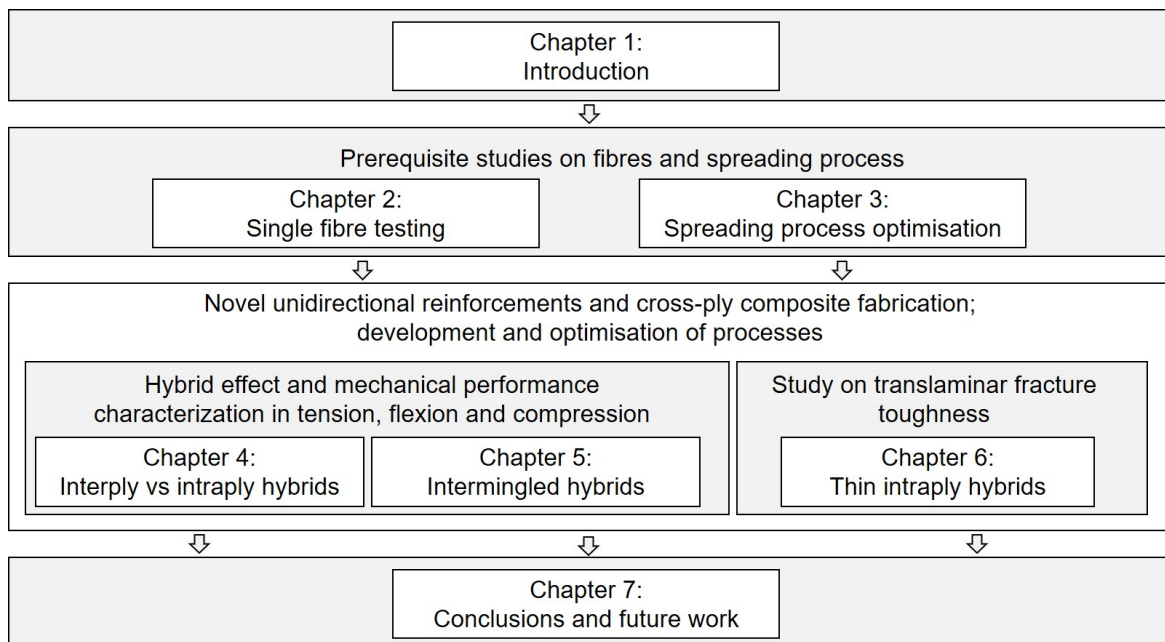 Chapter 1:
Introduction
Prerequisite studies on fibres and spreading process
Chapter 2:
Single fibre testing
Chapter 3:
Spreading process optimisation
Novel unidirectional reinforcements and cross-ply composite fabrication;
development and optimisation of processes
Hybrid effect and mechanical performance
characterization in tension, flexion and compression
Chapter 4:
Interply vs intraply hybrids
Chapter 5:
Intermingled hybrids
Study on translaminar fracture
toughness
Chapter 6:
Thin intraply hybrids
Chapter 7:
Conclusions and future work